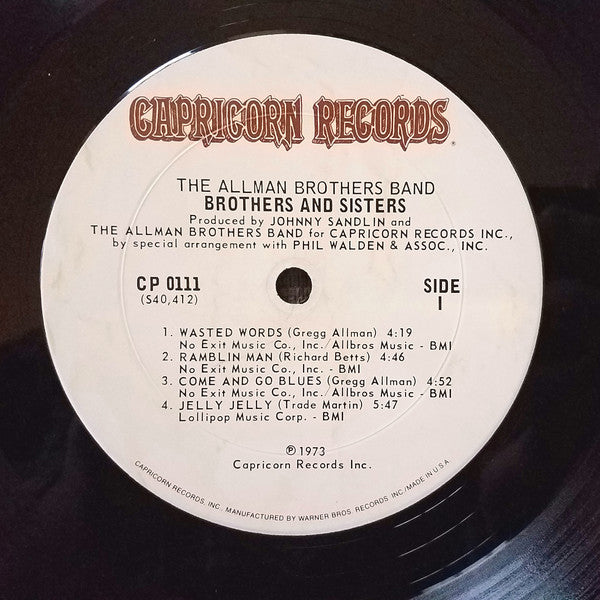 CAPRICORN RECORDS®
THE ALLMAN BROTHERS BAND
BROTHERS AND SISTERS
Produced by JOHNNY SANDLIN and
THE ALLMAN BROTHERS BAND for CAPRICORN RECORDS INC.,
by special arrangement with PHIL WALDEN & ASSOC., INC.
CP 0111
(S40,412)
SIDE
1
1. WASTED WORDS (Gregg Allman) 4:19
No Exit Music Co., Inc. Allbros Music - BMI
2. RAMBLIN MAN (Richard Betts) 4:46
No Exit Music Co., Inc. - BMI
3. COME AND GO BLUES (Gregg Allman) 4:52
No Exit Music Co., Inc. Allbros Music - BMI
4. JELLY JELLY (Trade Martin) 5:47
Lollipop Music Corp. - BMI
℗ 1973
Capricorn Records Inc.
CAPRICORN RECORDS, INC. MANUFACTURED BY WARNER BROS. RECORDS INC./MADE IN U.S.A.